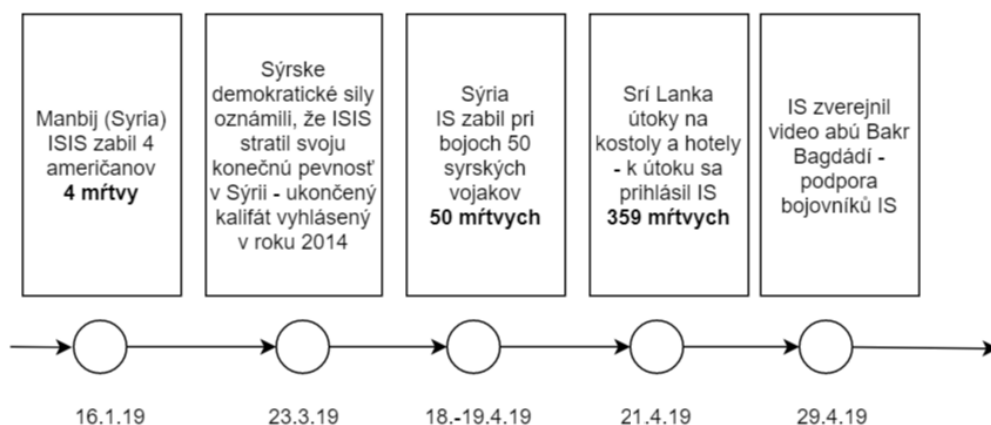 Manbij (Syria)
ISIS zabil 4
američanov
4 mŕtvy
Sýrske
demokratické sily
oznámili, že ISIS
stratil svoju
konečnú pevnosť
v Sýrii - ukončený
kalifát vyhlásený
v roku 2014
Sýria
IS zabil pri
bojoch 50
syrských
vojakov
50 mŕtvych
Srí Lanka
útoky na
kostoly a hotely
- k útoku sa
prihlásil IS
359 mŕtvych
IS zverejnil
video abú Bakr
Bagdádí -
podpora
bojovníků IS
16.1.19
23.3.19
18.-19.4.19
21.4.19
29.4.19